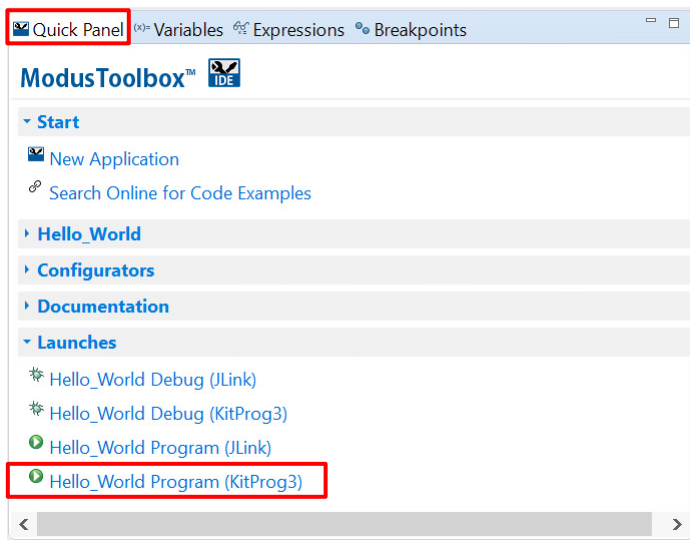 Quick Panel (x)= Variables Expressions Breakpoints
ModusToolbox™ IDE
Start
New Application
Search Online for Code Examples
Hello_World
Configurators
Documentation
Launches
Hello_World Debug (JLink)
Hello_World Debug (KitProg3)
Hello_World Program (JLink)
Hello_World Program (KitProg3)